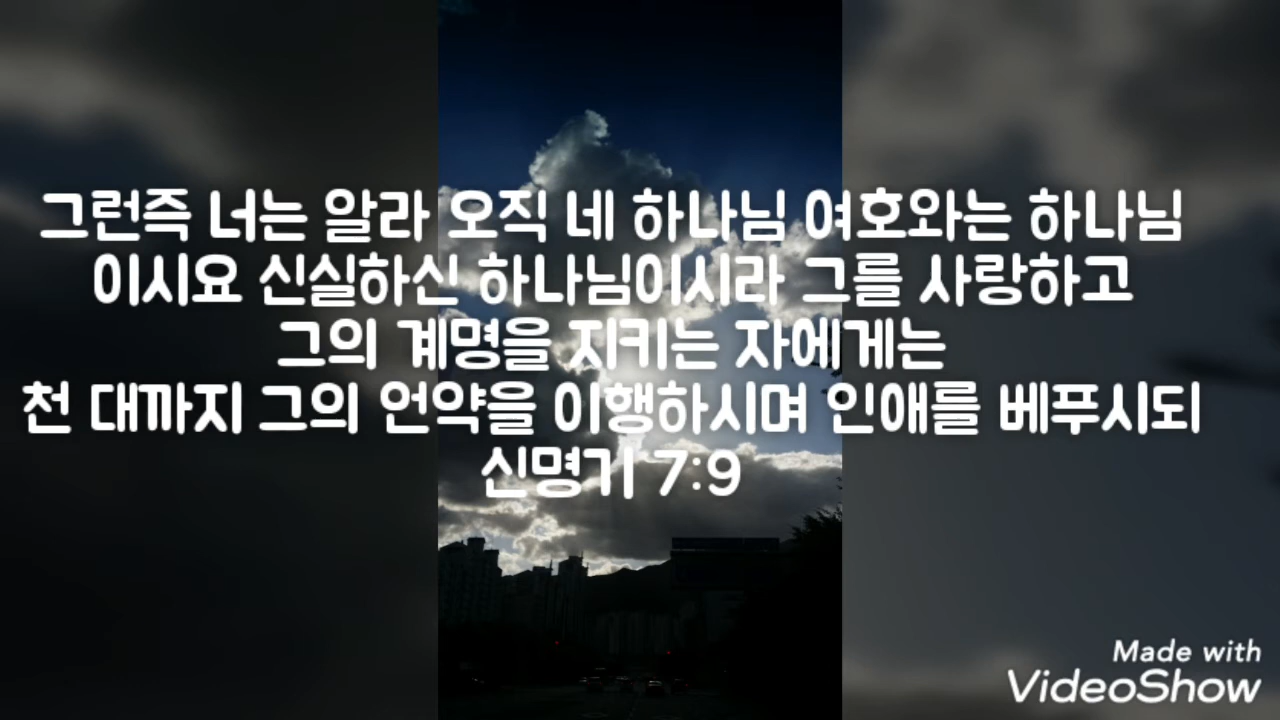 그런즉 너는 알라 오직 네 하나님 여호와는 하나님
이시요 신실하신 하나님이시라 그를 사랑하고
그의 계명을 지키는 자에게는
천 대까지 그의 언약을 이행하시며 인애를 베푸시되
신명기 7:9
Made with
VideoShow